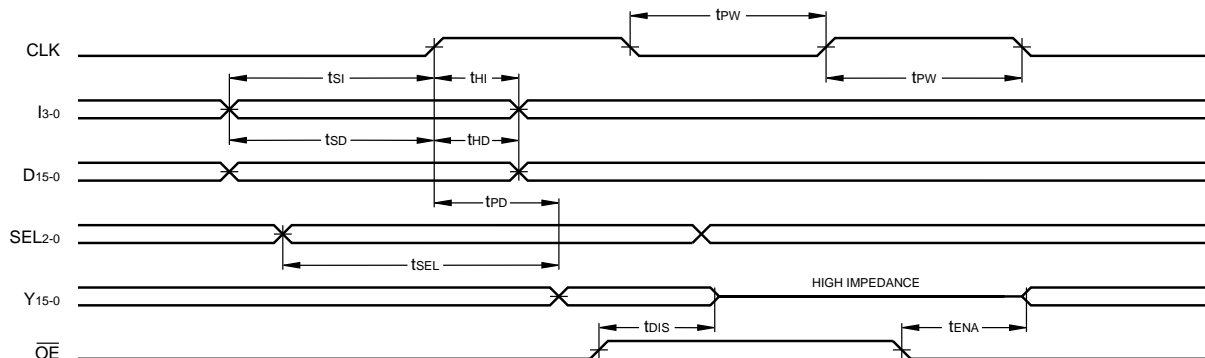 tPW
CLK
tSI
tHI
tPW
I3-0
tSD
tHD
D15-0
tPD
SEL2-0
tSEL
HIGH IMPEDANCE
Y15-0
tDIS
tENA
OE